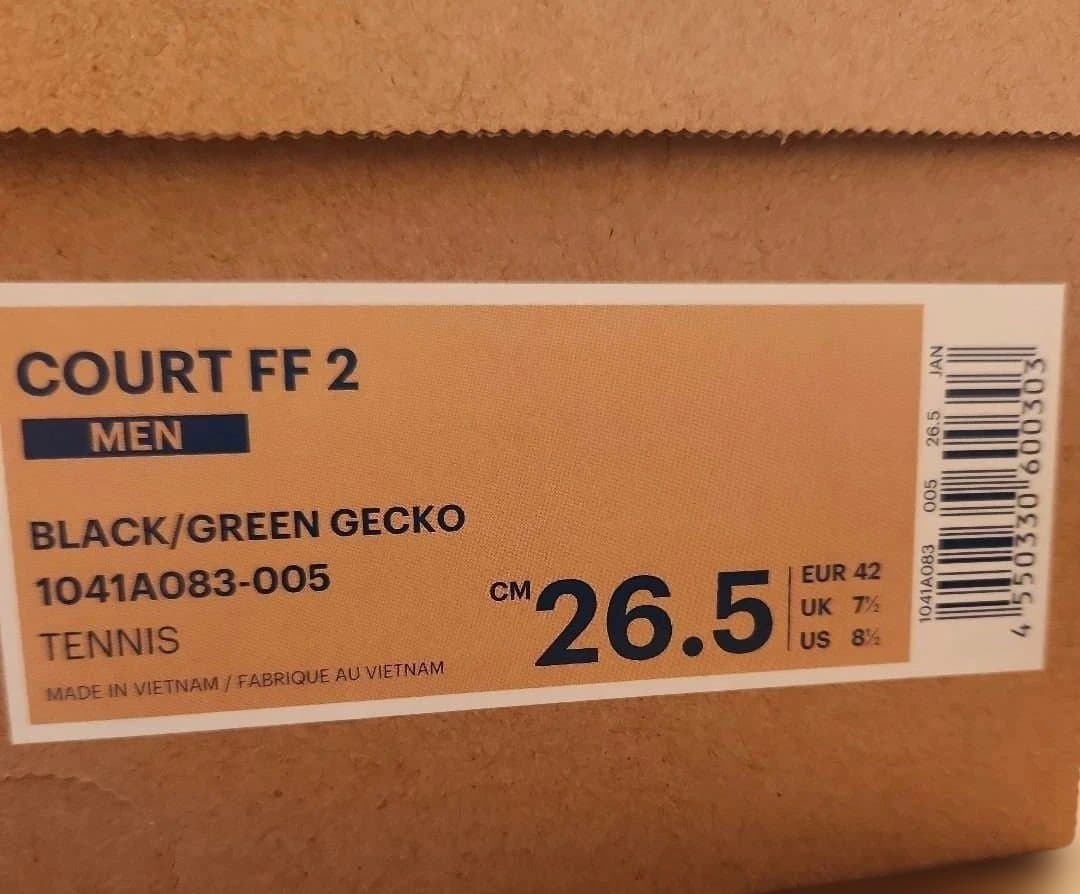 COURT FF 2
MEN
BLACK/GREEN GECKO
1041A083-005
TENNIS
MADE IN VIETNAM / FABRIQUE AU VIETNAM
CM 26.5
EUR 42
UK 7½
US 8½
1041A083 005 26.5 JAN
4 550330 600303